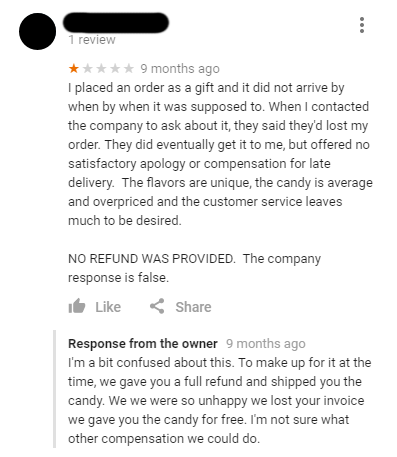 1 review
9 months ago
I placed an order as a gift and it did not arrive by
when by when it was supposed to. When I contacted
the company to ask about it, they said they'd lost my
order. They did eventually get it to me, but offered no
satisfactory apology or compensation for late
delivery.  The flavors are unique, the candy is average
and overpriced and the customer service leaves
much to be desired.
NO REFUND WAS PROVIDED.  The company
response is false.
Like Share
Response from the owner 9 months ago
I'm a bit confused about this. To make up for it at the
time, we gave you a full refund and shipped you the
candy. We we were so unhappy we lost your invoice
we gave you the candy for free. I'm not sure what
other compensation we could do.